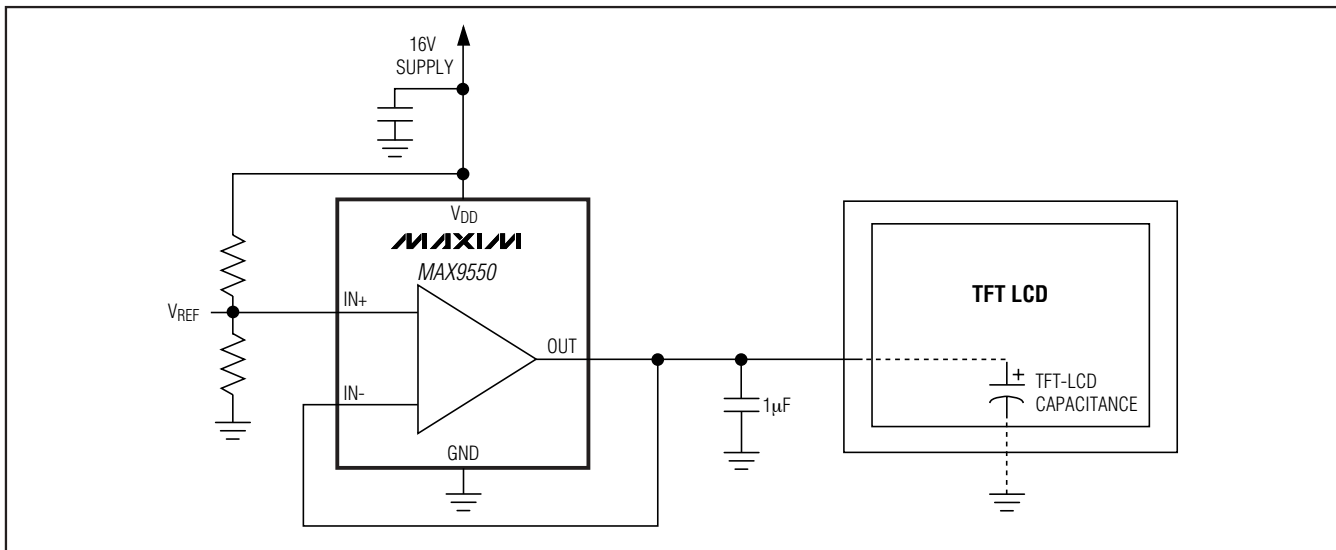 16V
SUPPLY
VDD
MAXIM
MAX9550
VREF
IN+
OUT
IN-
GND
1µF
TFT LCD
+
TFT-LCD
CAPACITANCE